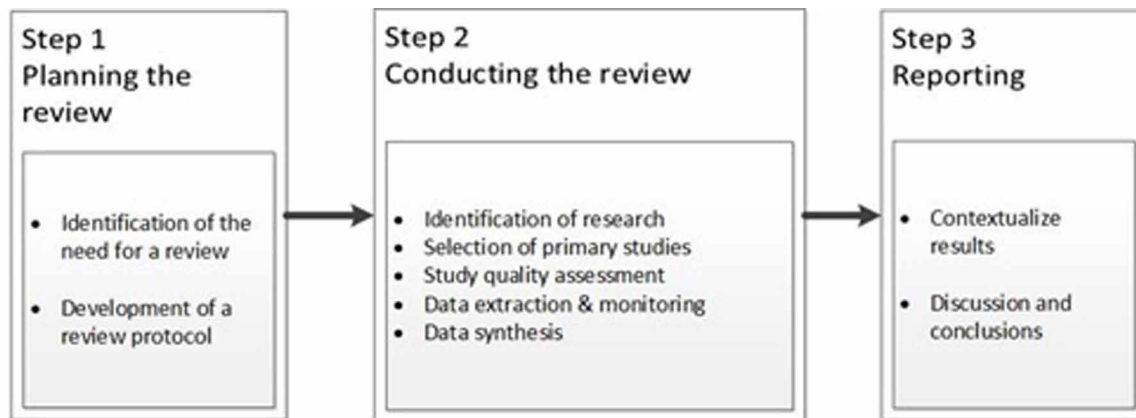 Step 1
Planning the
review
• Identification of the
need for a review
• Development of a
review protocol
Step 2
Conducting the review
• Identification of research
• Selection of primary studies
• Study quality assessment
• Data extraction & monitoring
• Data synthesis
Step 3
Reporting
• Contextualize
results
• Discussion and
conclusions